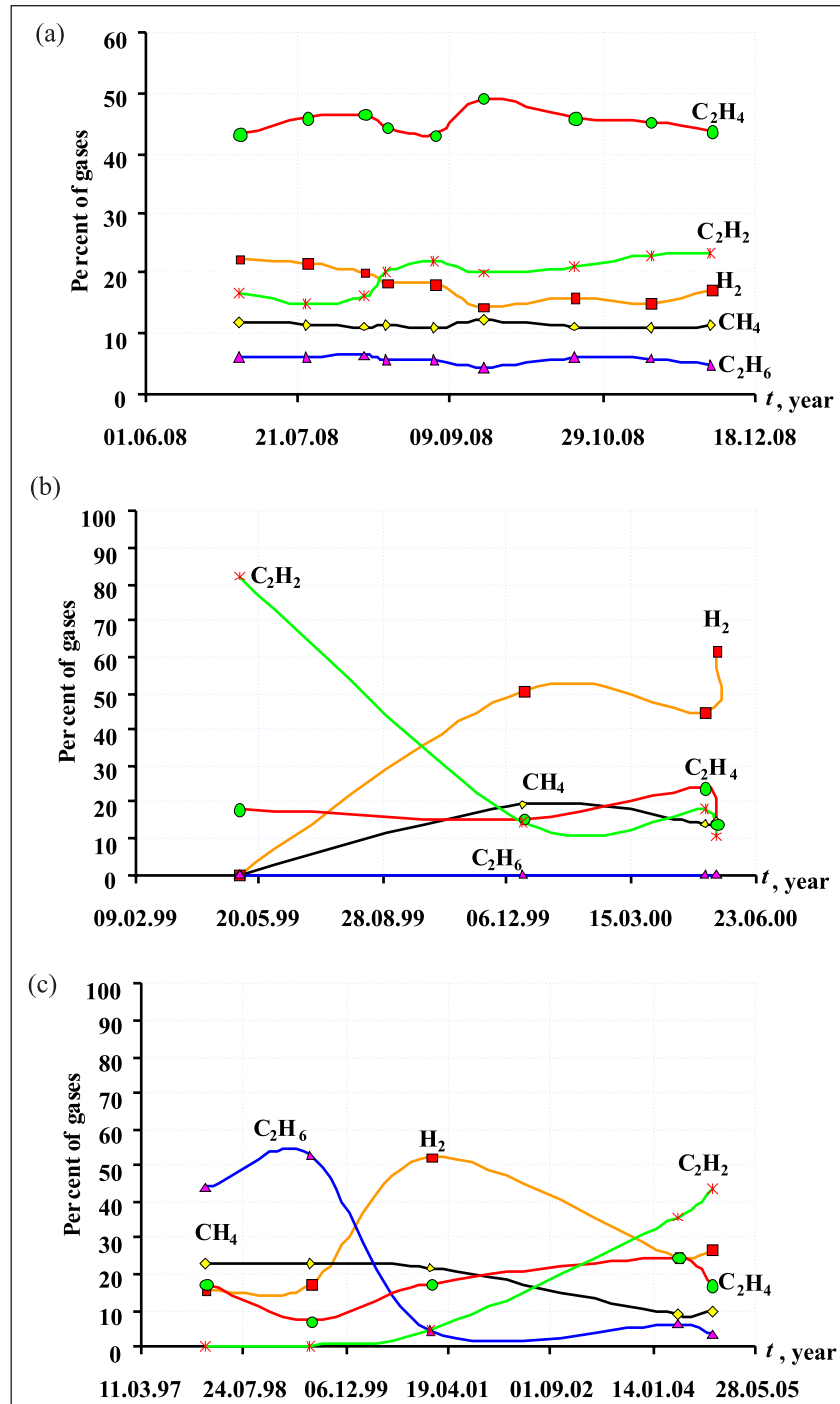 (a)
60
50
40
30
20
10
0
Percent of gases
C₂H₄
C₂H₂
H₂
CH₄
C₂H₆
t, year
01.06.08 21.07.08 09.09.08 29.10.08 18.12.08
(b)
100
90
80
70
60
50
40
30
20
10
0
Percent of gases
C₂H₂
H₂
CH₄
C₂H₄
C₂H₆
t, year
09.02.99 20.05.99 28.08.99 06.12.99 15.03.00 23.06.00
(c)
100
90
80
70
60
50
40
30
20
10
0
Percent of gases
C₂H₆
H₂
C₂H₂
CH₄
C₂H₄
t, year
11.03.97 24.07.98 06.12.99 19.04.01 01.09.02 14.01.04 28.05.05